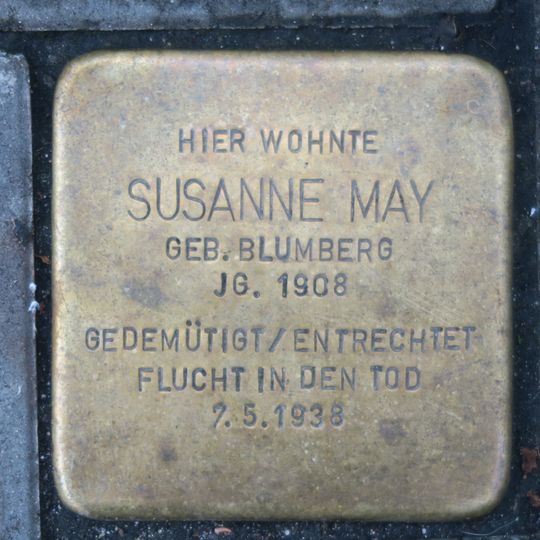 HIER WOHNTE
SUSANNE MAY
GEB. BLUMBERG
JG. 1908
GEDEMÜTIGT/ENTRECHTET
FLUCHT IN DEN TOD
7.5.1938